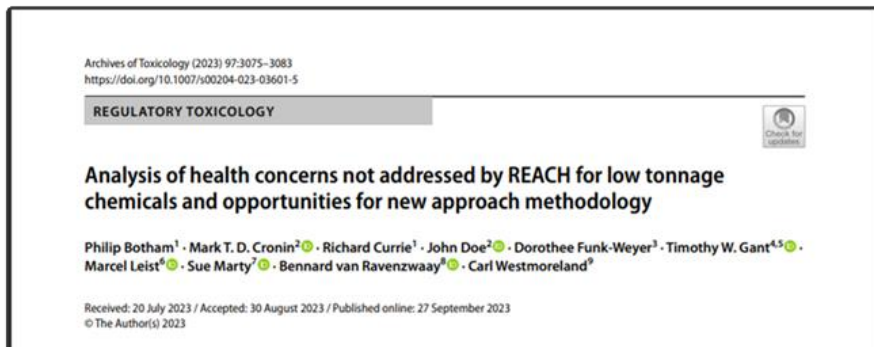 Archives of Toxicology (2023) 97:3075–3083
https://doi.org/10.1007/s00204-023-03601-5
REGULATORY TOXICOLOGY
Check for
updates
Analysis of health concerns not addressed by REACH for low tonnage
chemicals and opportunities for new approach methodology
Philip Botham¹ · Mark T. D. Cronin² · Richard Currie¹ · John Doe² · Dorothee Funk-Weyer³ · Timothy W. Gant⁴,⁵ ·
Marcel Leist⁶ · Sue Marty⁷ · Bennard van Ravenzwaay⁸ · Carl Westmoreland⁹
Received: 20 July 2023 / Accepted: 30 August 2023 / Published online: 27 September 2023
© The Author(s) 2023